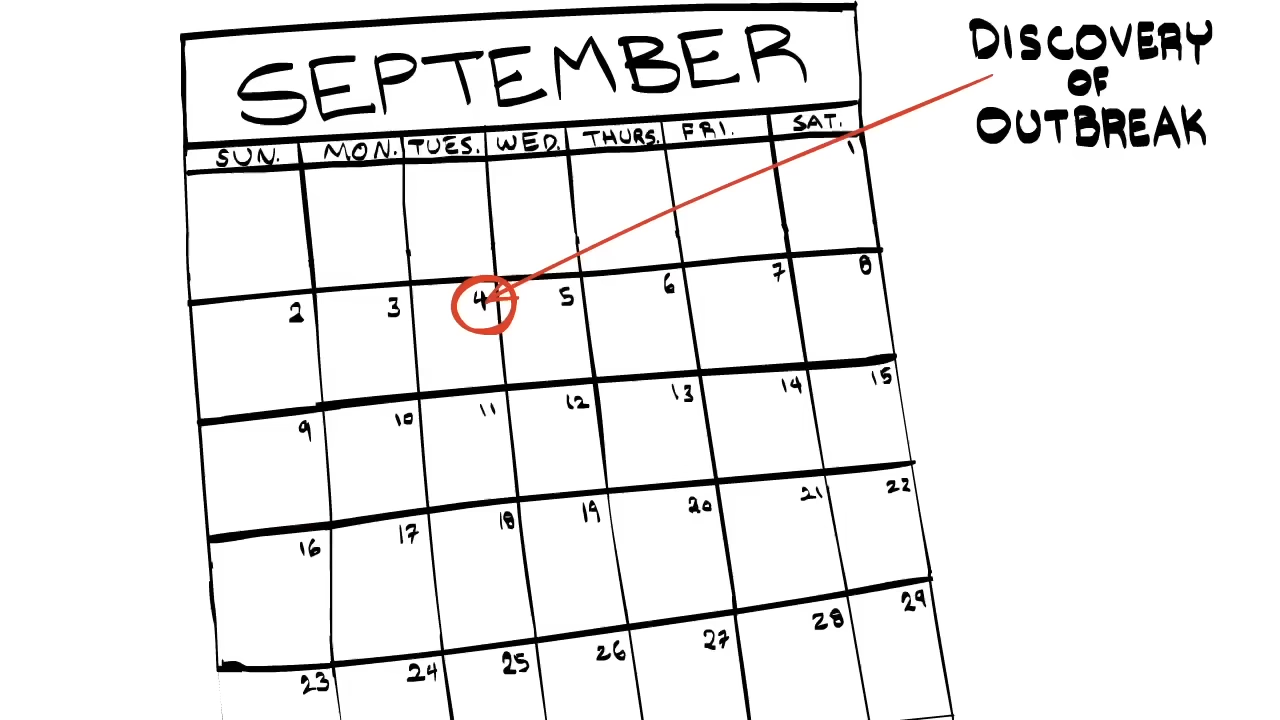 DISCOVERY
OF
OUTBREAK
SEPTEMBER
SUN. MON. TUES. WED. THURS. FRI. SAT.
1
2 3 4 5 6 7 8
9 10 11 12 13 14 15
16 17 18 19 20 21 22
23 24 25 26 27 28 29